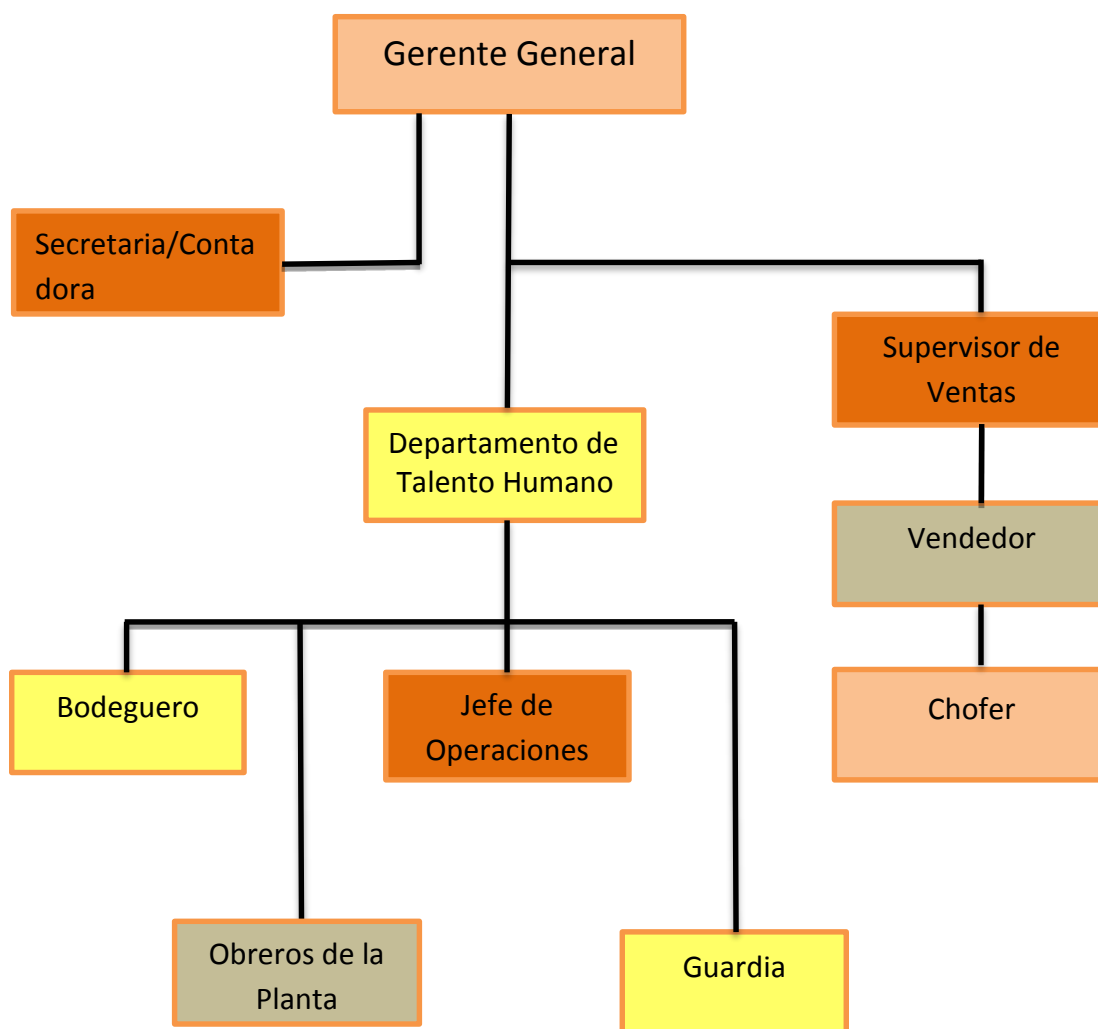 Gerente General
Secretaria/Conta
dora
Supervisor de
Ventas
Departamento de
Talento Humano
Vendedor
Bodeguero
Jefe de
Operaciones
Chofer
Obreros de la
Planta
Guardia